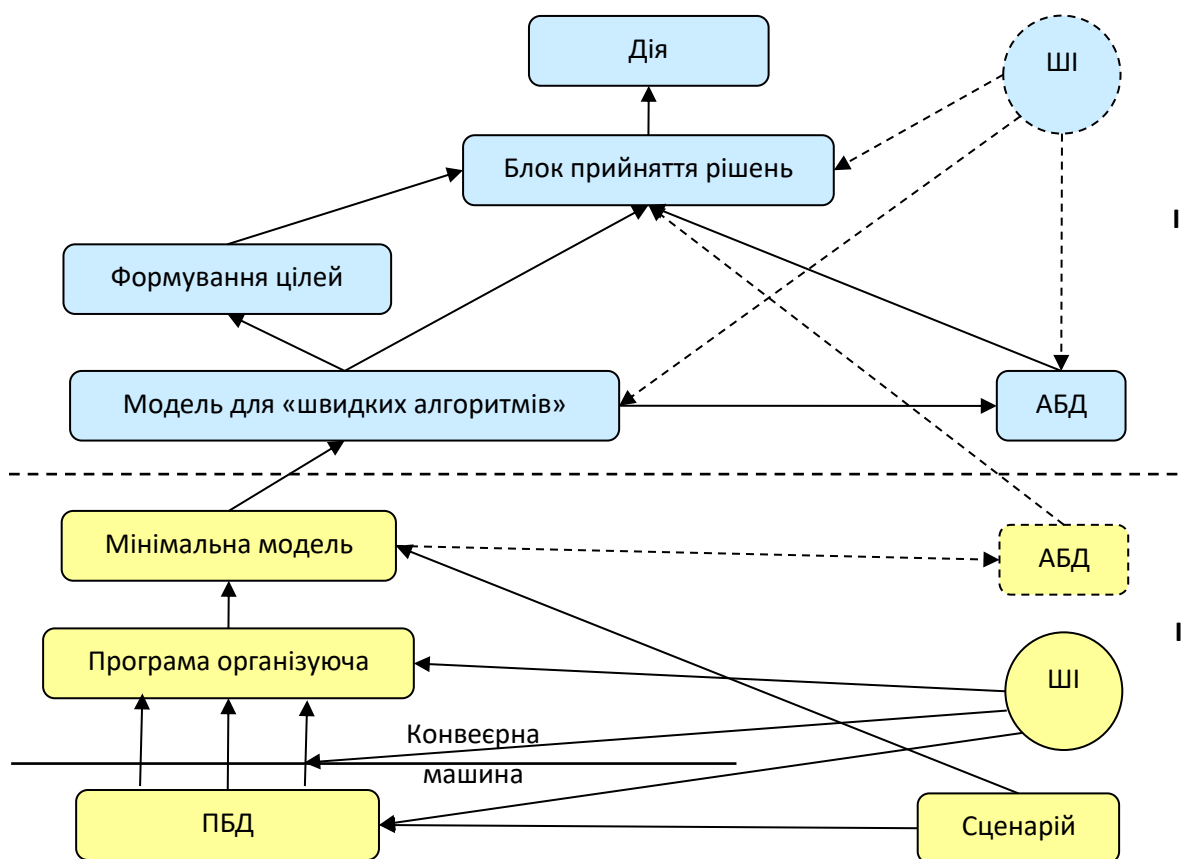 Дія
ШІ
Блок прийняття рішень
І
Формування цілей
Модель для «швидких алгоритмів»
АБД
Мінімальна модель
АБД
І
Програма організуюча
ШІ
Конвеєрна
машина
ПБД
Сценарій